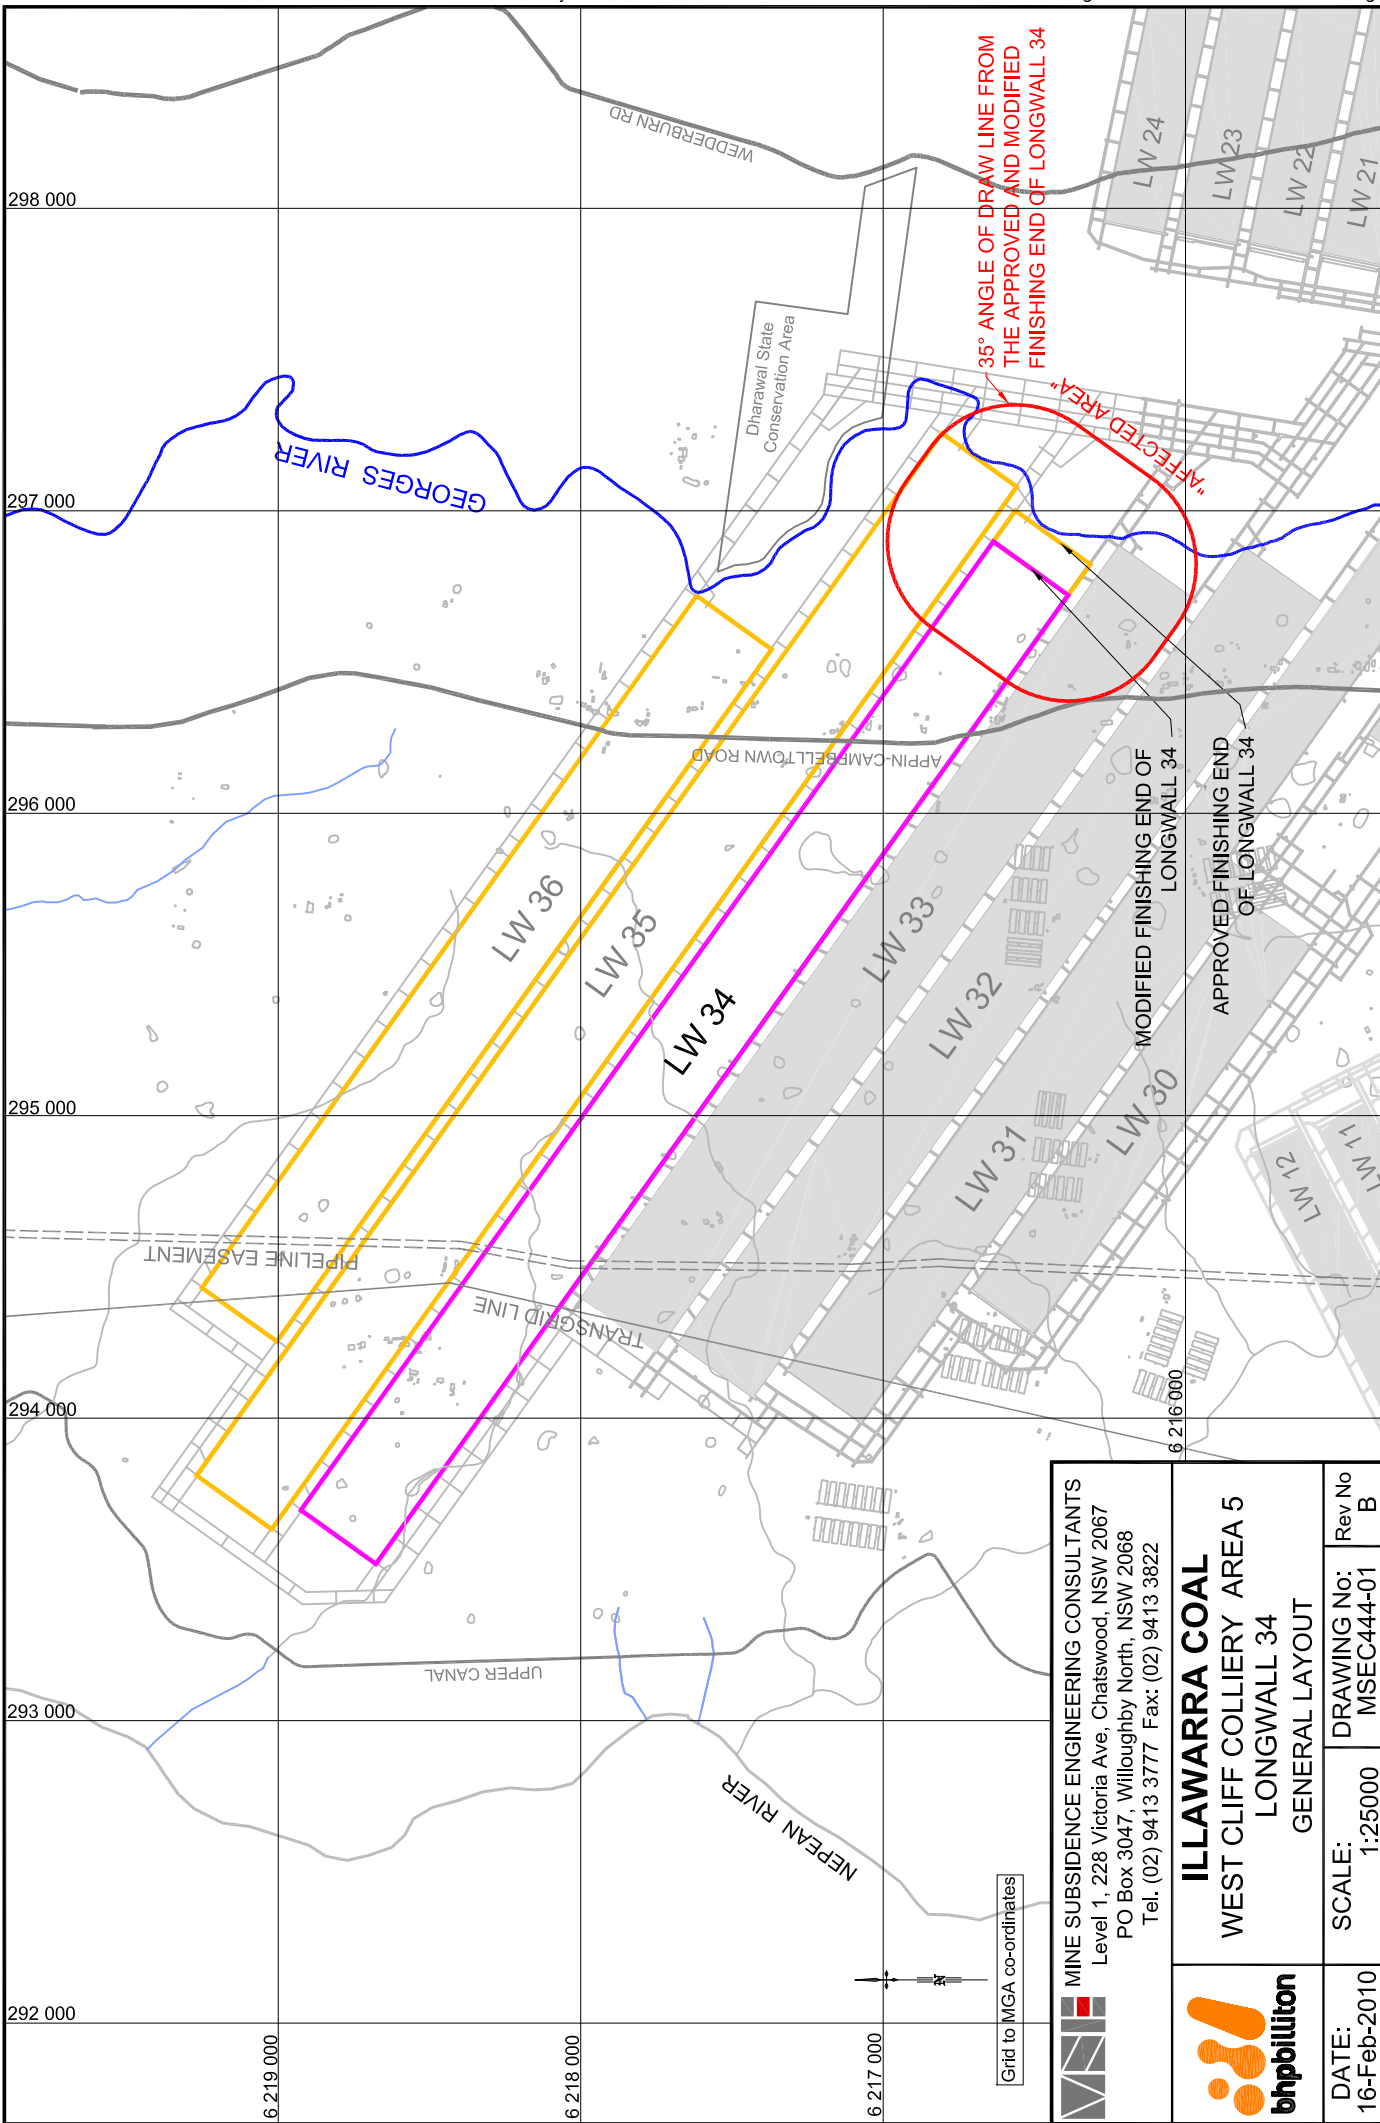 292 000
293 000
294 000
295 000
296 000
297 000
298 000
6 219 000
6 218 000
6 217 000
6 216 000
WEDDERBURN RD
GEORGES RIVER
Dharawal State
Conservation Area
35° ANGLE OF DRAW LINE FROM
THE APPROVED AND MODIFIED
FINISHING END OF LONGWALL 34
"AFFECTED AREA"
LW 24
LW 23
LW 22
LW 21
APPIN-CAMPBELLTOWN ROAD
LW 36
LW 35
LW 34
LW 33
LW 32
LW 31
LW 30
LW 12
LW 11
MODIFIED FINISHING END OF
LONGWALL 34
APPROVED FINISHING END
OF LONGWALL 34
PIPELINE EASEMENT
TRANSGRID LINE
UPPER CANAL
NEPEAN RIVER
N
Grid to MGA co-ordinates
MINE SUBSIDENCE ENGINEERING CONSULTANTS
Level 1, 228 Victoria Ave, Chatswood, NSW 2067
PO Box 3047, Willoughby North, NSW 2068
Tel. (02) 9413 3777 Fax: (02) 9413 3822
bhpbilliton
ILLAWARRA COAL
WEST CLIFF COLLIERY AREA 5
LONGWALL 34
GENERAL LAYOUT
DATE:
16-Feb-2010
SCALE:
1:25000
DRAWING No:
MSEC444-01
Rev No
B